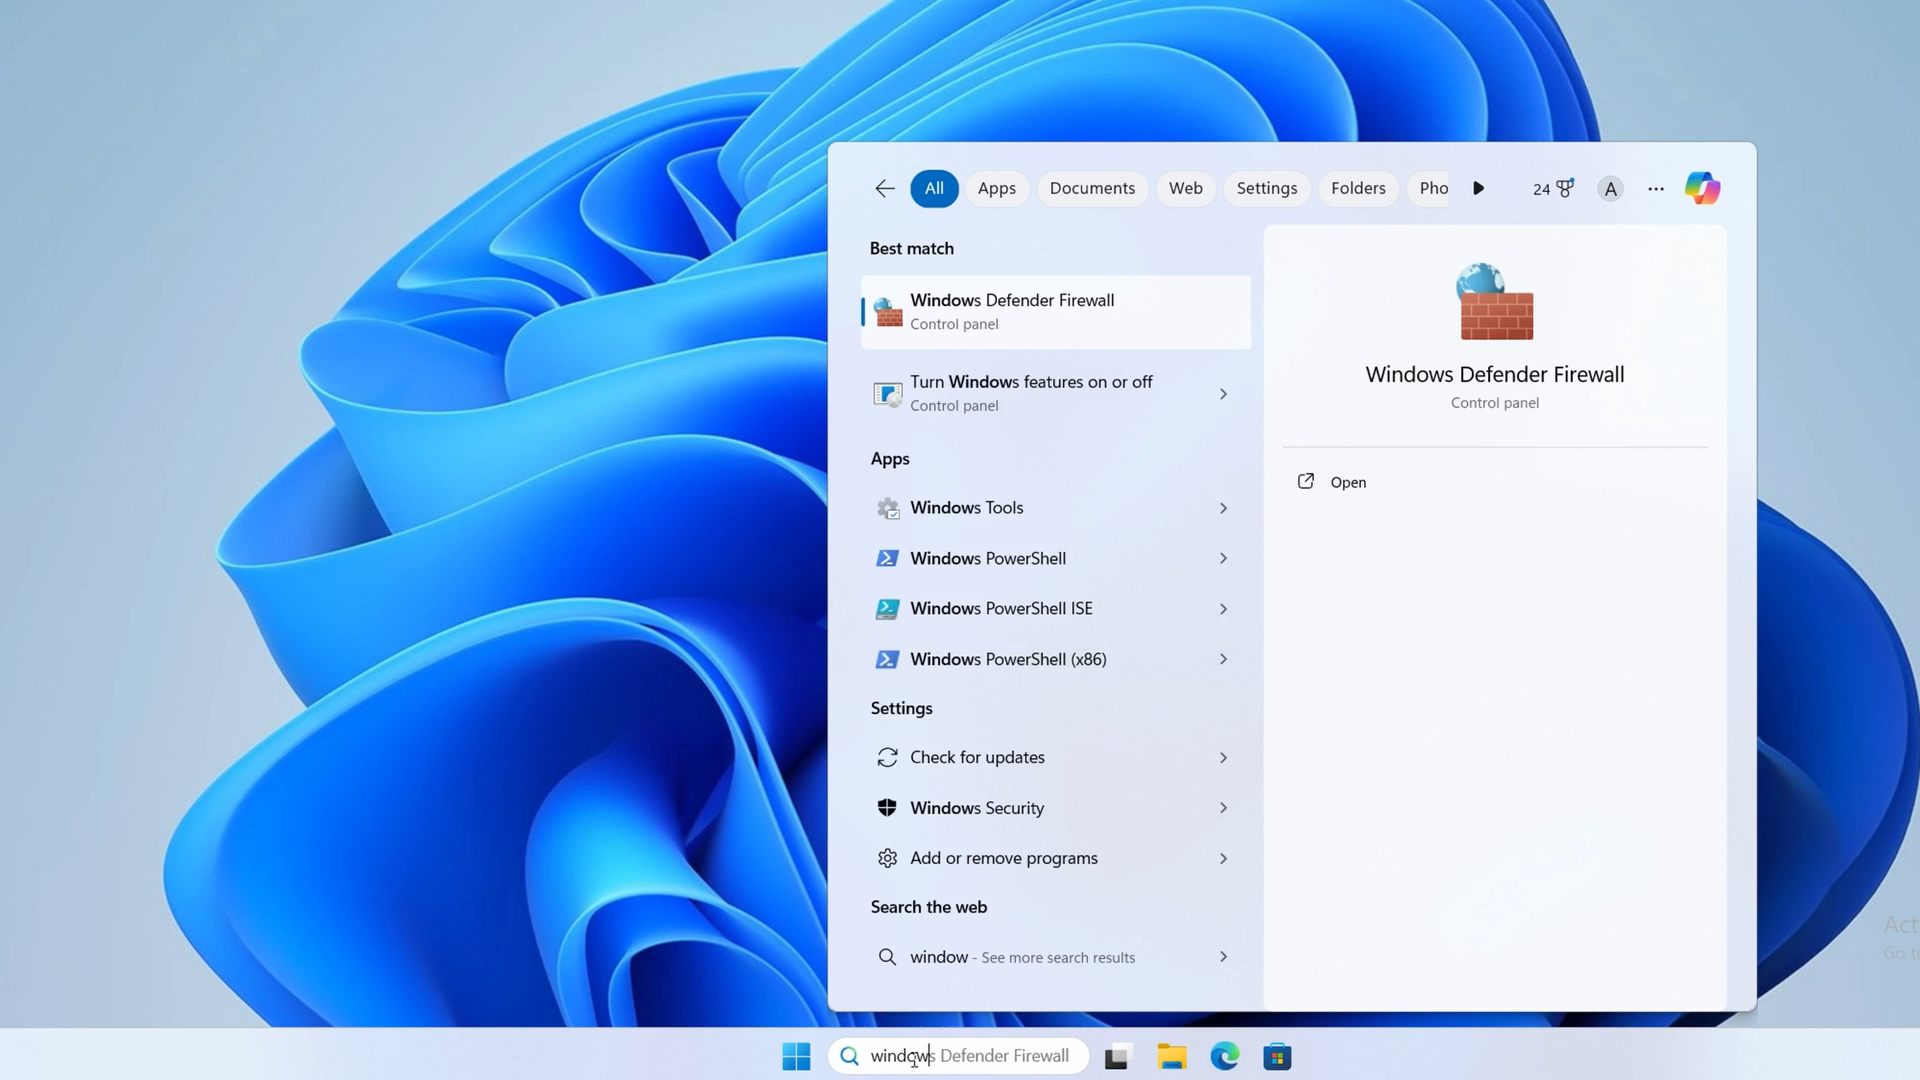 All
Apps
Documents
Web
Settings
Folders
Pho
24
A
Best match
Windows Defender Firewall
Control panel
Turn Windows features on or off
Control panel
Apps
Windows Tools
Windows PowerShell
Windows PowerShell ISE
Windows PowerShell (x86)
Settings
Check for updates
Windows Security
Add or remove programs
Search the web
window - See more search results
Windows Defender Firewall
Control panel
Open
Act
Go to
windows Defender Firewall